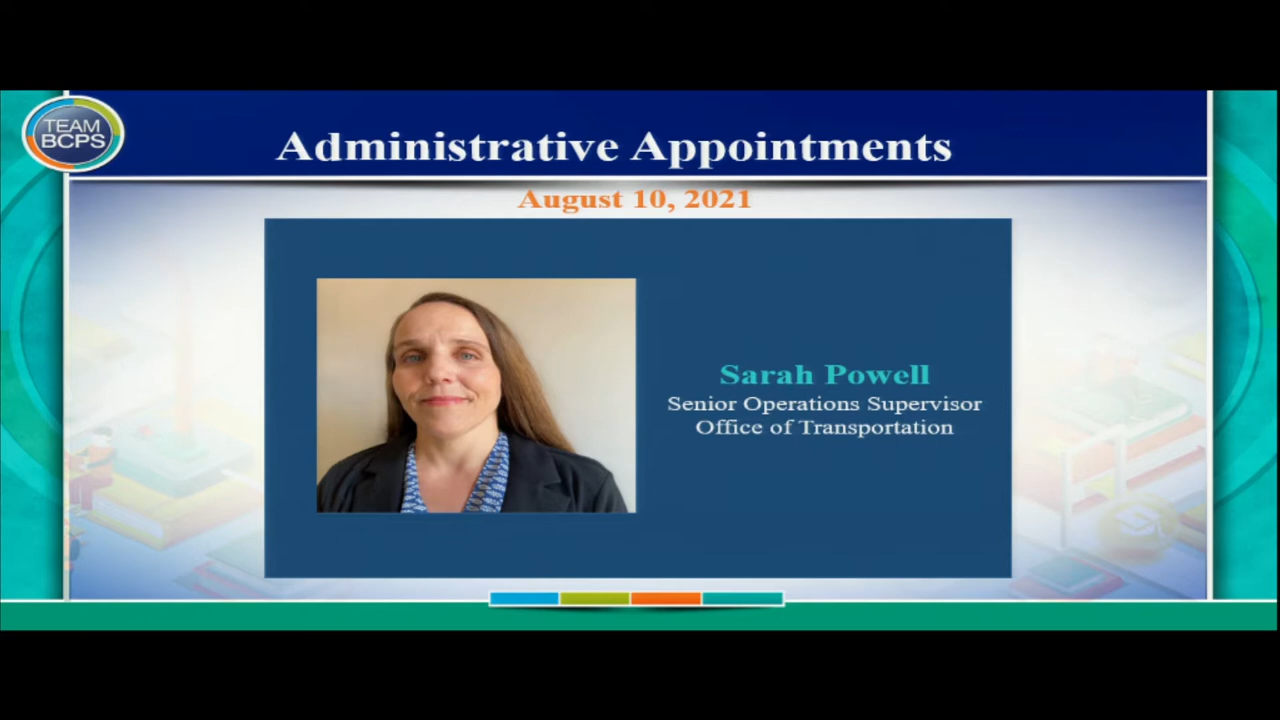 TEAM
BCPS
Administrative Appointments
August 10, 2021
Sarah Powell
Senior Operations Supervisor
Office of Transportation